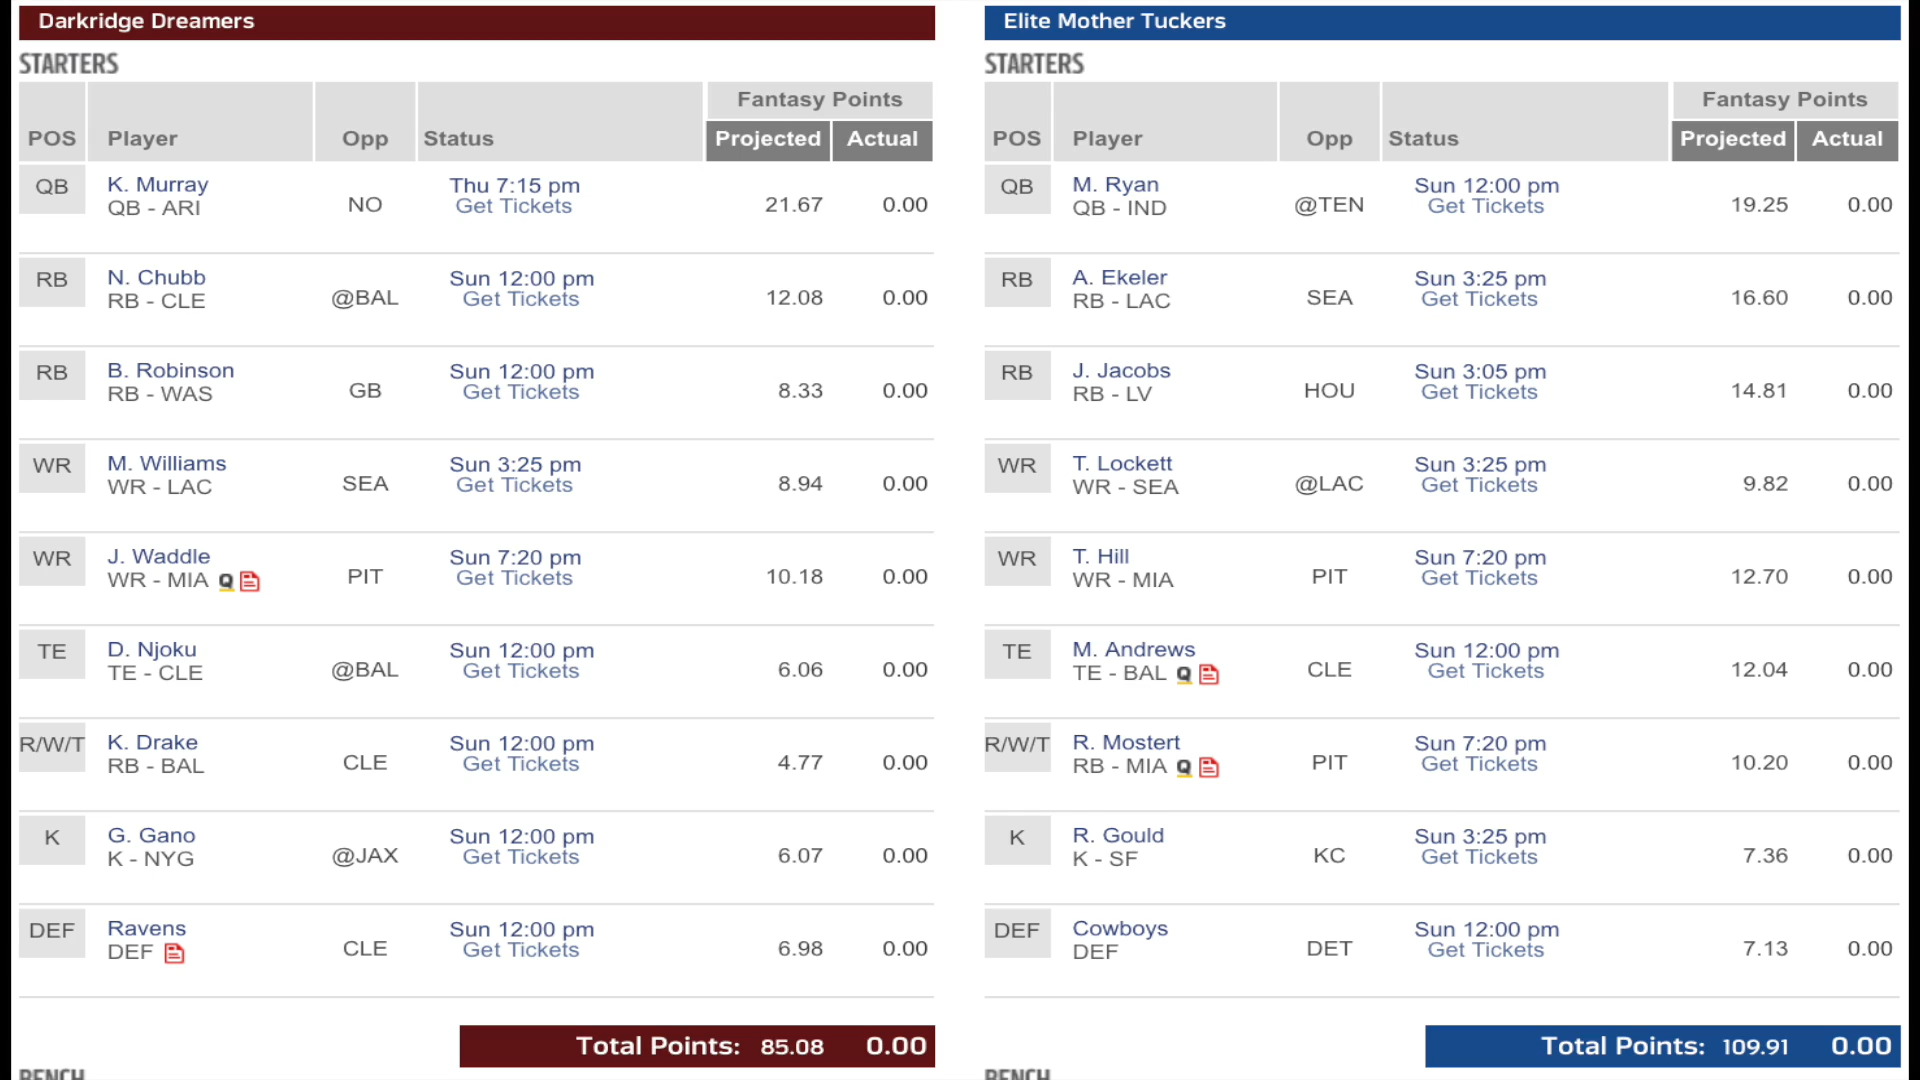 Darkridge Dreamers
STARTERS
POS Player Opp Status Fantasy Points
Projected Actual
QB K. Murray Thu 7:15 pm
QB - ARI NO Get Tickets 21.67 0.00
RB N. Chubb Sun 12:00 pm
RB - CLE @BAL Get Tickets 12.08 0.00
RB B. Robinson Sun 12:00 pm
RB - WAS GB Get Tickets 8.33 0.00
WR M. Williams Sun 3:25 pm
WR - LAC SEA Get Tickets 8.94 0.00
WR J. Waddle Sun 7:20 pm
WR - MIA Q PIT Get Tickets 10.18 0.00
TE D. Njoku Sun 12:00 pm
TE - CLE @BAL Get Tickets 6.06 0.00
R/W/T K. Drake Sun 12:00 pm
RB - BAL CLE Get Tickets 4.77 0.00
K G. Gano Sun 12:00 pm
K - NYG @JAX Get Tickets 6.07 0.00
DEF Ravens Sun 12:00 pm
DEF CLE Get Tickets 6.98 0.00
Total Points: 85.08 0.00
BENCH
Elite Mother Tuckers
STARTERS
POS Player Opp Status Fantasy Points
Projected Actual
QB M. Ryan Sun 12:00 pm
QB - IND @TEN Get Tickets 19.25 0.00
RB A. Ekeler Sun 3:25 pm
RB - LAC SEA Get Tickets 16.60 0.00
RB J. Jacobs Sun 3:05 pm
RB - LV HOU Get Tickets 14.81 0.00
WR T. Lockett Sun 3:25 pm
WR - SEA @LAC Get Tickets 9.82 0.00
WR T. Hill Sun 7:20 pm
WR - MIA PIT Get Tickets 12.70 0.00
TE M. Andrews Sun 12:00 pm
TE - BAL Q CLE Get Tickets 12.04 0.00
R/W/T R. Mostert Sun 7:20 pm
RB - MIA Q PIT Get Tickets 10.20 0.00
K R. Gould Sun 3:25 pm
K - SF KC Get Tickets 7.36 0.00
DEF Cowboys Sun 12:00 pm
DEF DET Get Tickets 7.13 0.00
Total Points: 109.91 0.00
BENCH